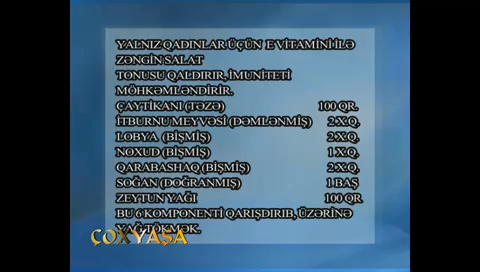 YALNIZ QADINLAR ÜÇÜN E VİTAMİNİ İLƏ
ZƏNGİN SALAT
TONUSU QALDIRIR, İMUNİTETİ
MÖHKƏMLƏNDİRİR.
ÇAYTİKANI (TƏZƏ) 100 QR.
İTBURNU MEYVƏSİ (DƏMLƏNMİŞ) 2 X.Q.
LOBYA (BİŞMİŞ) 2 X.Q.
NOXUD (BİŞMİŞ) 1 X.Q.
QARABAŞAQ (BİŞMİŞ) 2 X.Q.
SOĞAN (DOĞRANMIŞ) 1 BAŞ
ZEYTUN YAĞI 100 QR
BU 6 KOMPONENTİ QARIŞDIRIB, ÜZƏRİNƏ
YAĞ TÖKMƏK.
ÇOX YAŞA